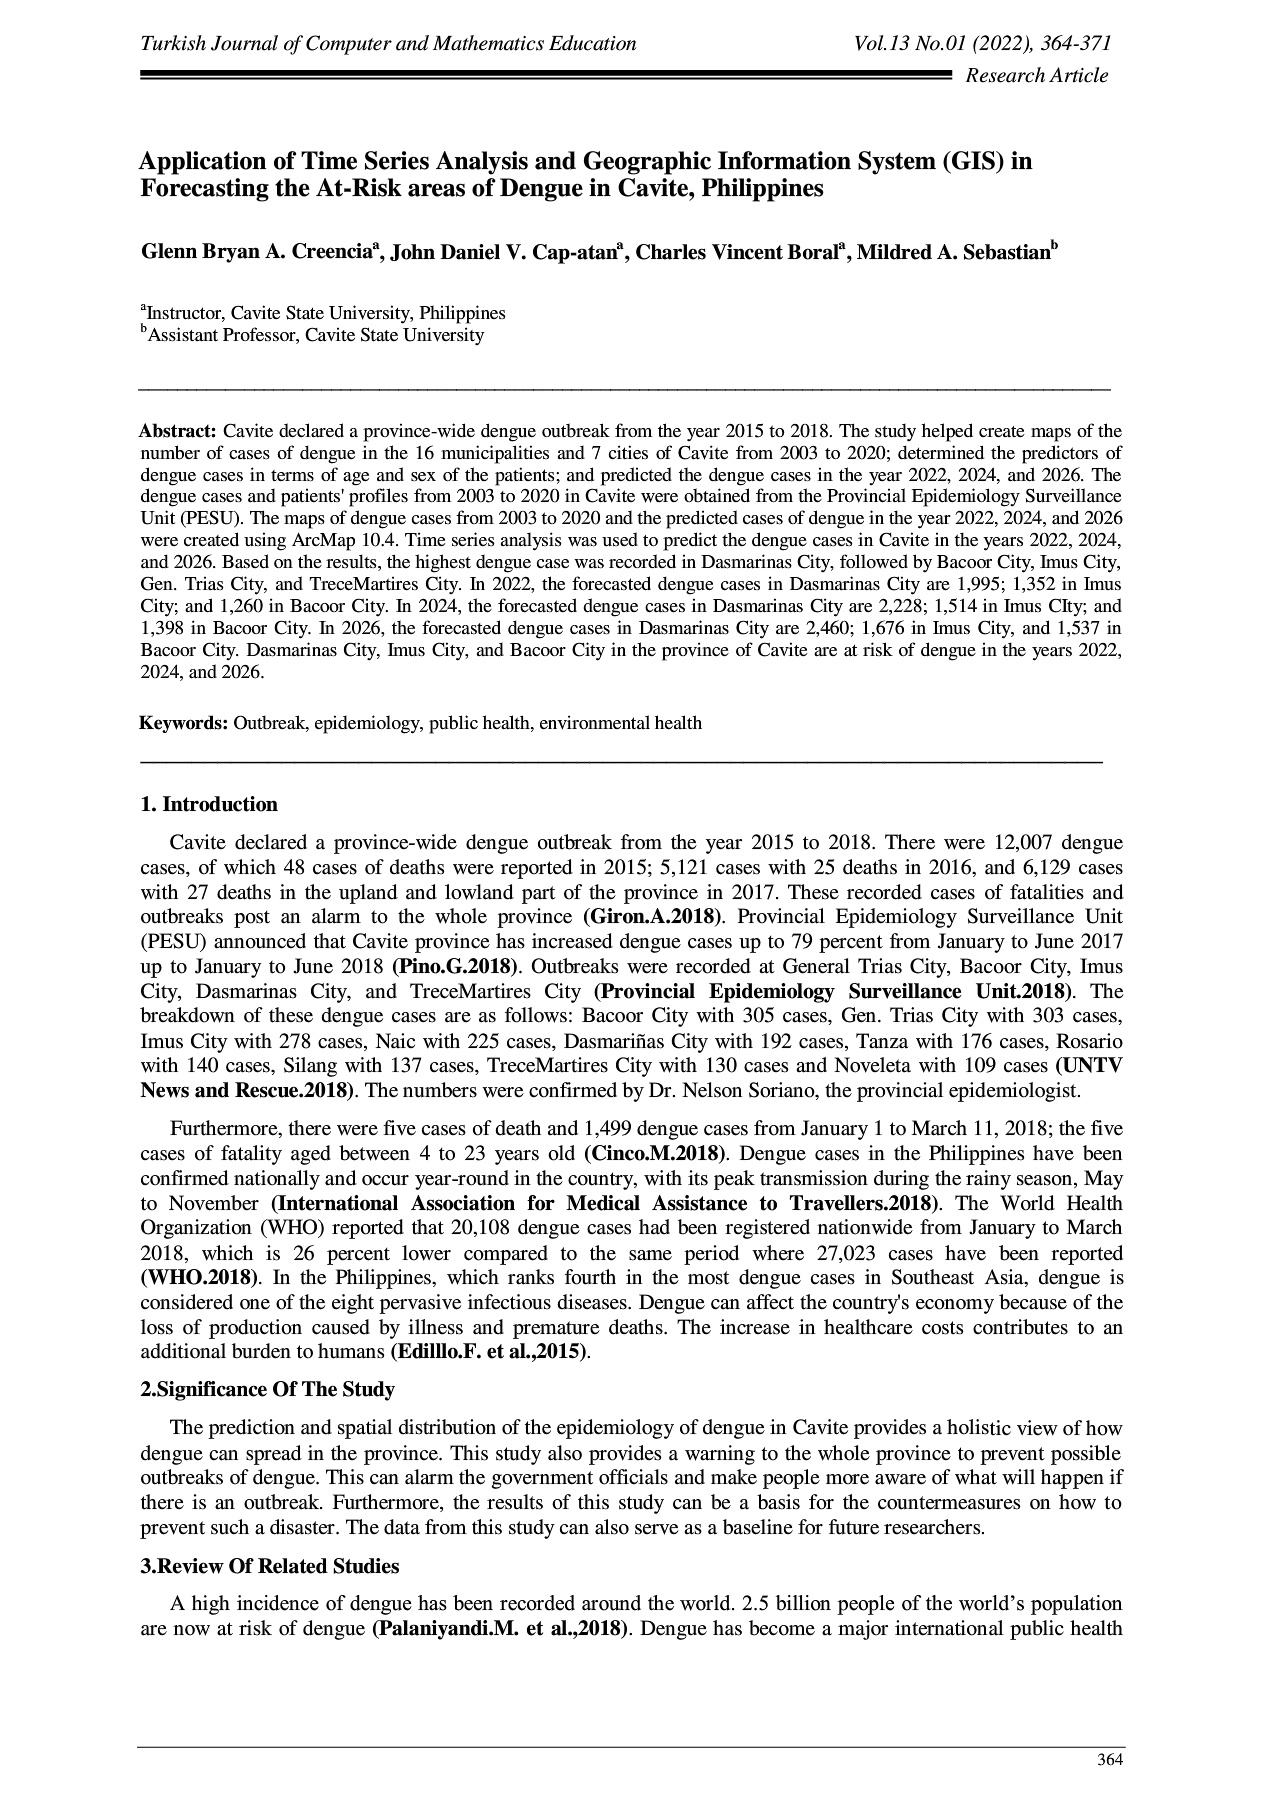 Turkish Journal of Computer and Mathematics Education Vol.13 No.01 (2022), 364-371
Research Article
Application of Time Series Analysis and Geographic Information System (GIS) in
Forecasting the At-Risk areas of Dengue in Cavite, Philippines
Glenn Bryan A. Creenciaª, John Daniel V. Cap-atanª, Charles Vincent Boralª, Mildred A. Sebastianᵇ
ªInstructor, Cavite State University, Philippines
ᵇAssistant Professor, Cavite State University
Abstract: Cavite declared a province-wide dengue outbreak from the year 2015 to 2018. The study helped create maps of the
number of cases of dengue in the 16 municipalities and 7 cities of Cavite from 2003 to 2020; determined the predictors of
dengue cases in terms of age and sex of the patients; and predicted the dengue cases in the year 2022, 2024, and 2026. The
dengue cases and patients' profiles from 2003 to 2020 in Cavite were obtained from the Provincial Epidemiology Surveillance
Unit (PESU). The maps of dengue cases from 2003 to 2020 and the predicted cases of dengue in the year 2022, 2024, and 2026
were created using ArcMap 10.4. Time series analysis was used to predict the dengue cases in Cavite in the years 2022, 2024,
and 2026. Based on the results, the highest dengue case was recorded in Dasmarinas City, followed by Bacoor City, Imus City,
Gen. Trias City, and TreceMartires City. In 2022, the forecasted dengue cases in Dasmarinas City are 1,995; 1,352 in Imus
City; and 1,260 in Bacoor City. In 2024, the forecasted dengue cases in Dasmarinas City are 2,228; 1,514 in Imus CIty; and
1,398 in Bacoor City. In 2026, the forecasted dengue cases in Dasmarinas City are 2,460; 1,676 in Imus City, and 1,537 in
Bacoor City. Dasmarinas City, Imus City, and Bacoor City in the province of Cavite are at risk of dengue in the years 2022,
2024, and 2026.
Keywords: Outbreak, epidemiology, public health, environmental health
1. Introduction
Cavite declared a province-wide dengue outbreak from the year 2015 to 2018. There were 12,007 dengue
cases, of which 48 cases of deaths were reported in 2015; 5,121 cases with 25 deaths in 2016, and 6,129 cases
with 27 deaths in the upland and lowland part of the province in 2017. These recorded cases of fatalities and
outbreaks post an alarm to the whole province (Giron.A.2018). Provincial Epidemiology Surveillance Unit
(PESU) announced that Cavite province has increased dengue cases up to 79 percent from January to June 2017
up to January to June 2018 (Pino.G.2018). Outbreaks were recorded at General Trias City, Bacoor City, Imus
City, Dasmarinas City, and TreceMartires City (Provincial Epidemiology Surveillance Unit.2018). The
breakdown of these dengue cases are as follows: Bacoor City with 305 cases, Gen. Trias City with 303 cases,
Imus City with 278 cases, Naic with 225 cases, Dasmariñas City with 192 cases, Tanza with 176 cases, Rosario
with 140 cases, Silang with 137 cases, TreceMartires City with 130 cases and Noveleta with 109 cases (UNTV
News and Rescue.2018). The numbers were confirmed by Dr. Nelson Soriano, the provincial epidemiologist.
Furthermore, there were five cases of death and 1,499 dengue cases from January 1 to March 11, 2018; the five
cases of fatality aged between 4 to 23 years old (Cinco.M.2018). Dengue cases in the Philippines have been
confirmed nationally and occur year-round in the country, with its peak transmission during the rainy season, May
to November (International Association for Medical Assistance to Travellers.2018). The World Health
Organization (WHO) reported that 20,108 dengue cases had been registered nationwide from January to March
2018, which is 26 percent lower compared to the same period where 27,023 cases have been reported
(WHO.2018). In the Philippines, which ranks fourth in the most dengue cases in Southeast Asia, dengue is
considered one of the eight pervasive infectious diseases. Dengue can affect the country's economy because of the
loss of production caused by illness and premature deaths. The increase in healthcare costs contributes to an
additional burden to humans (Edilllo.F. et al.,2015).
2.Significance Of The Study
The prediction and spatial distribution of the epidemiology of dengue in Cavite provides a holistic view of how
dengue can spread in the province. This study also provides a warning to the whole province to prevent possible
outbreaks of dengue. This can alarm the government officials and make people more aware of what will happen if
there is an outbreak. Furthermore, the results of this study can be a basis for the countermeasures on how to
prevent such a disaster. The data from this study can also serve as a baseline for future researchers.
3.Review Of Related Studies
A high incidence of dengue has been recorded around the world. 2.5 billion people of the world’s population
are now at risk of dengue (Palaniyandi.M. et al.,2018). Dengue has become a major international public health
364